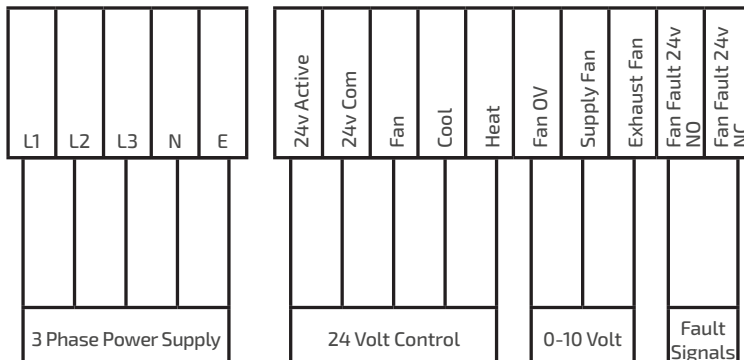 L1
L2
L3
N
E
24v Active
24v Com
Fan
Cool
Heat
Fan 0V
Supply Fan
Exhaust Fan
Fan Fault 24v
NO
Fan Fault 24v
NC
3 Phase Power Supply
24 Volt Control
0-10 Volt
Fault
Signals